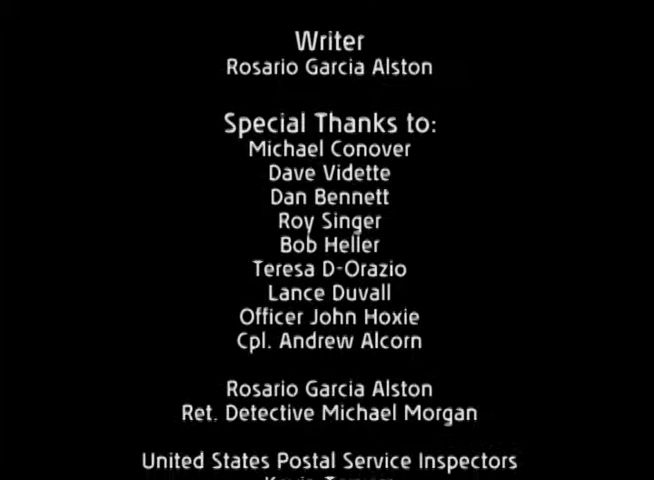 Writer
Rosario Garcia Alston
Special Thanks to:
Michael Conover
Dave Vidette
Dan Bennett
Roy Singer
Bob Heller
Teresa D-Orazio
Lance Duvall
Officer John Hoxie
Cpl. Andrew Alcorn
Rosario Garcia Alston
Ret. Detective Michael Morgan
United States Postal Service Inspectors